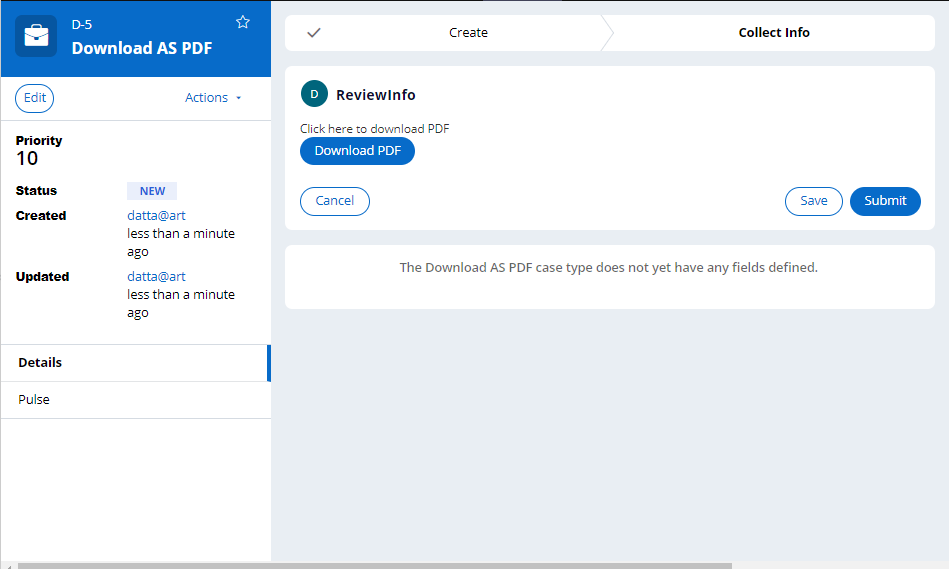 D-5
Download AS PDF
Edit
Actions
Priority
10
Status NEW
Created datta@art
less than a minute
ago
Updated datta@art
less than a minute
ago
Details
Pulse
Create
Collect Info
D ReviewInfo
Click here to download PDF
Download PDF
Cancel
Save
Submit
The Download AS PDF case type does not yet have any fields defined.